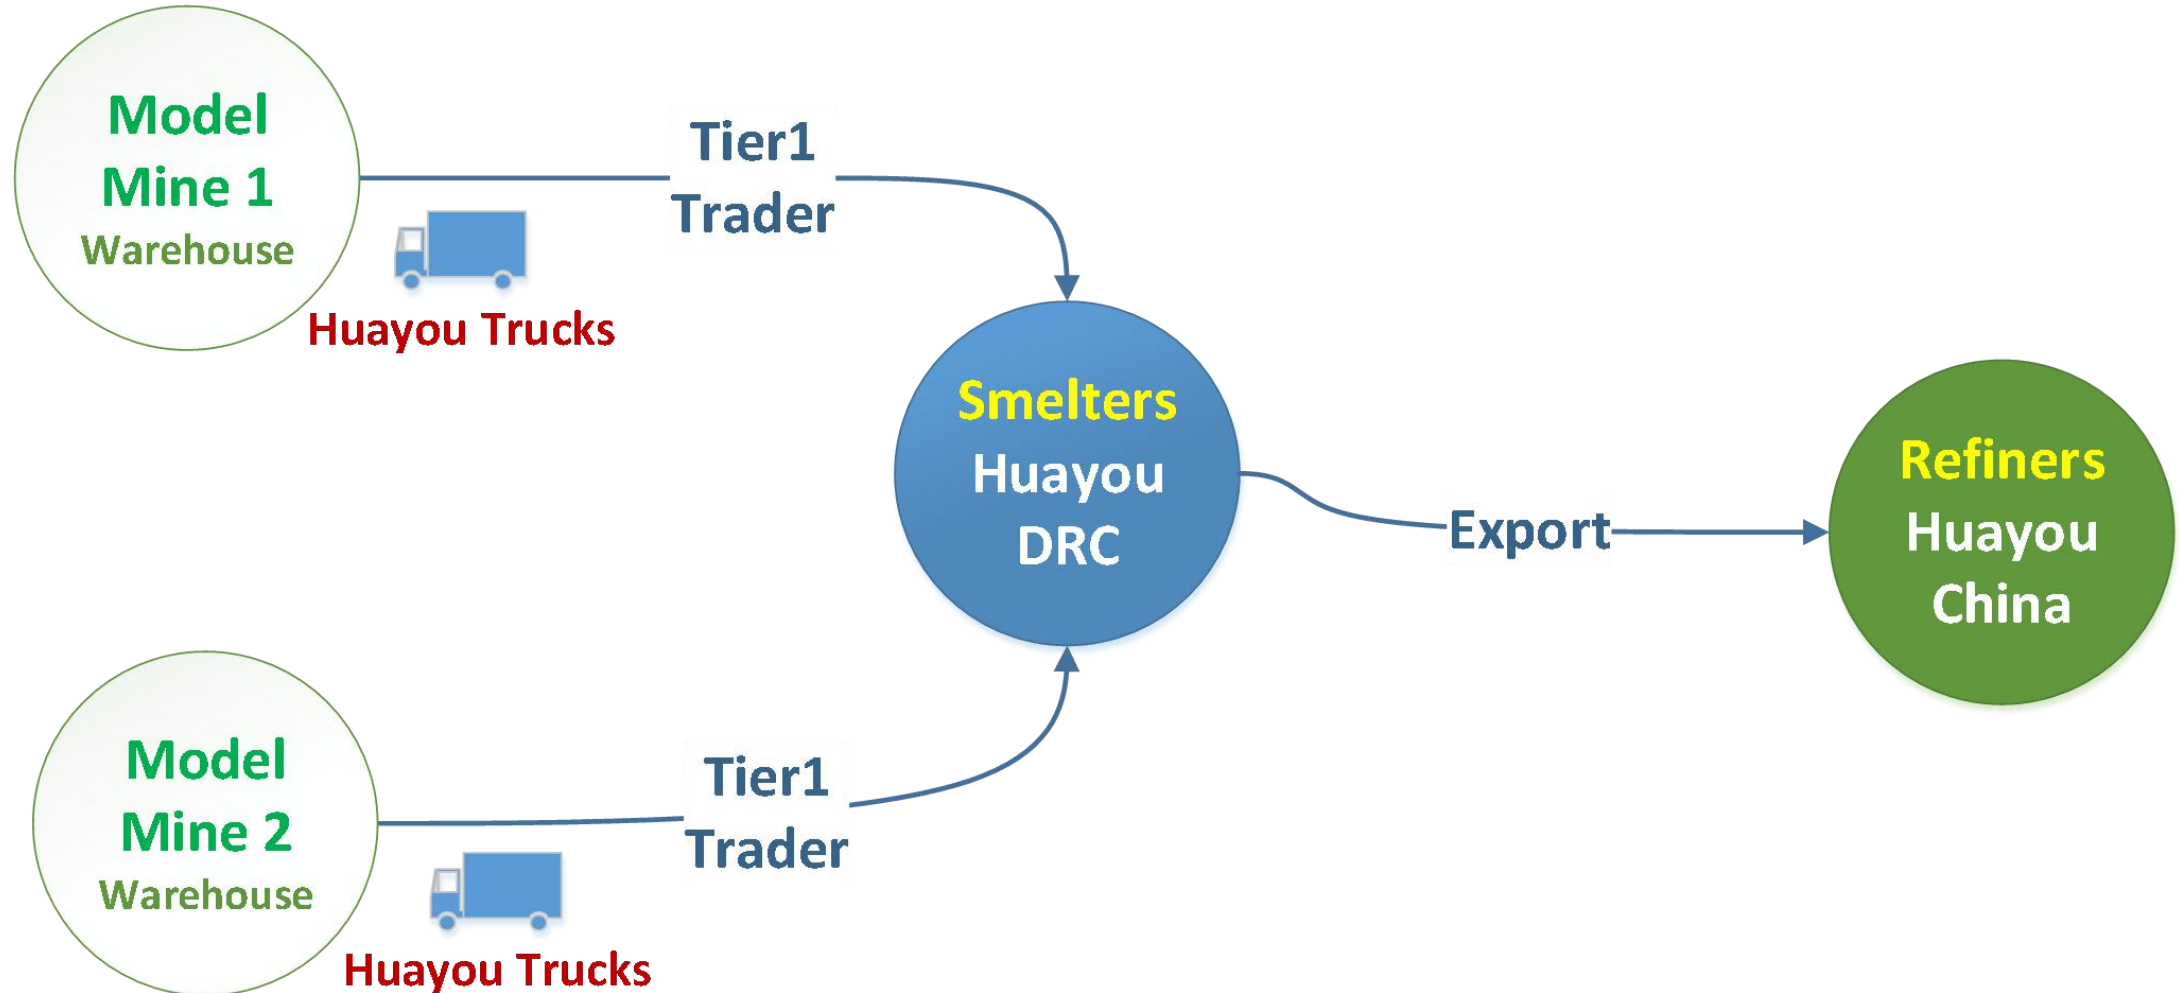 Model
Mine 1
Warehouse
Huayou Trucks
Tier1
Trader
Smelters
Huayou
DRC
Export
Refiners
Huayou
China
Model
Mine 2
Warehouse
Huayou Trucks
Tier1
Trader